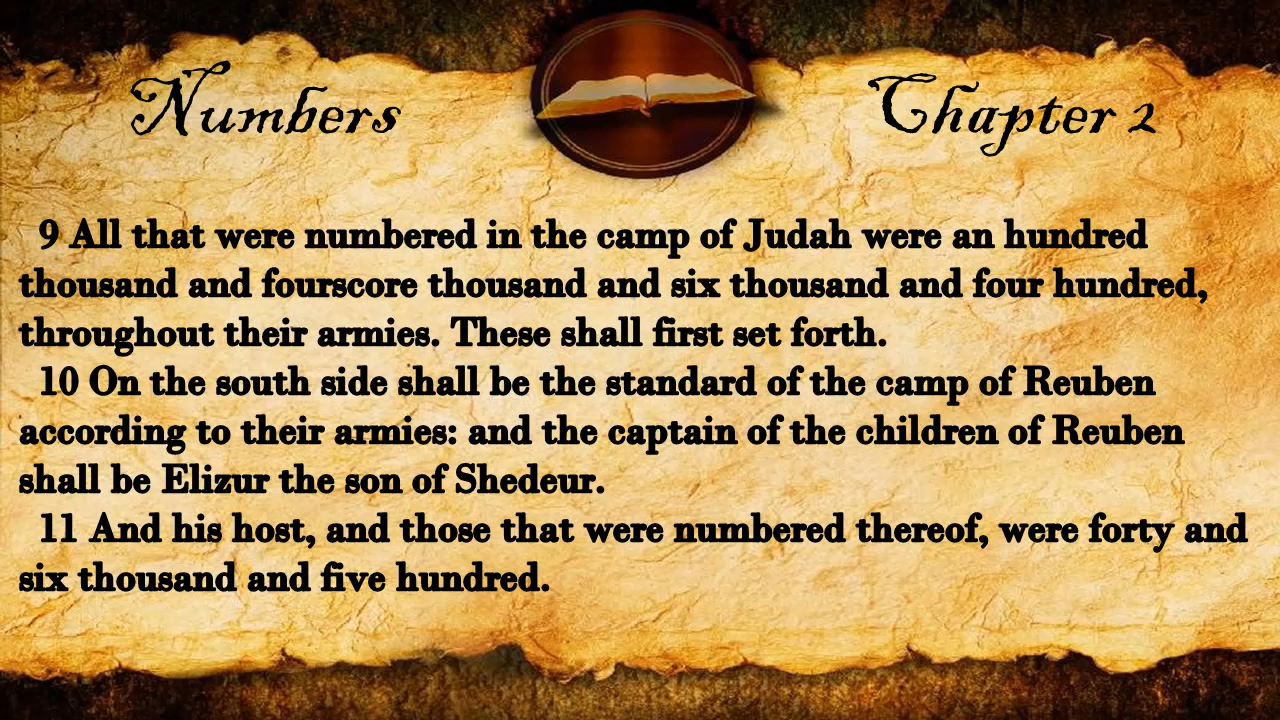 Numbers Chapter 2
9 All that were numbered in the camp of Judah were an hundred
thousand and fourscore thousand and six thousand and four hundred,
throughout their armies. These shall first set forth.
10 On the south side shall be the standard of the camp of Reuben
according to their armies: and the captain of the children of Reuben
shall be Elizur the son of Shedeur.
11 And his host, and those that were numbered thereof, were forty and
six thousand and five hundred.